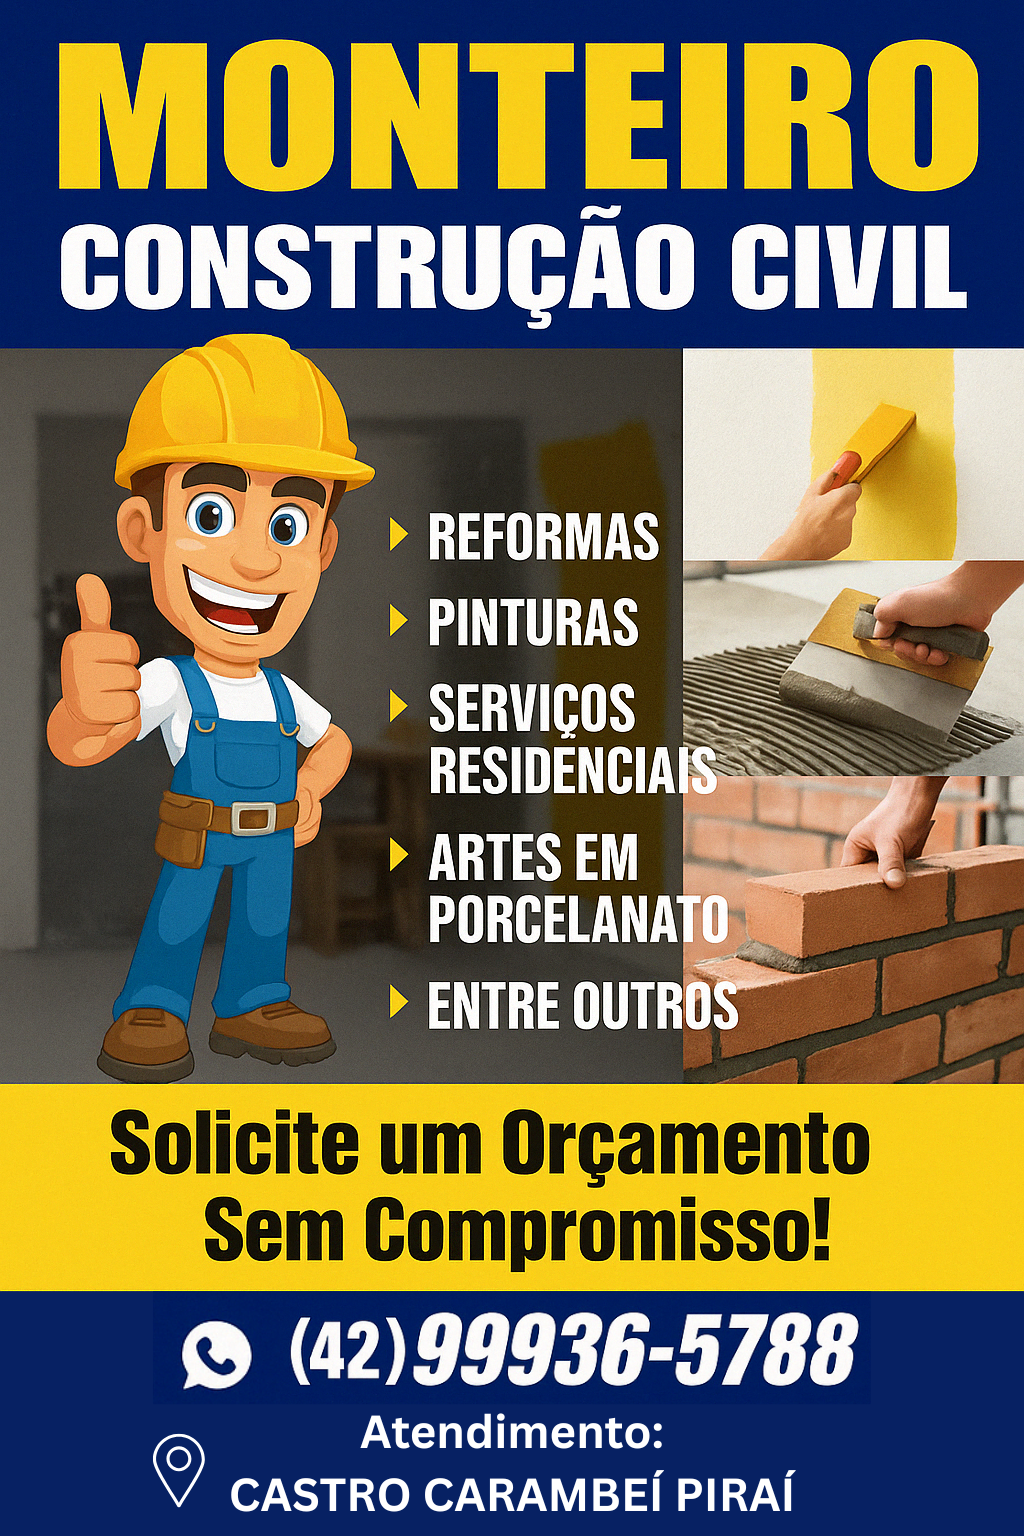 MONTEIRO
CONSTRUÇÃO CIVIL
REFORMAS
PINTURAS
SERVIÇOS
RESIDENCIAIS
ARTES EM
PORCELANATO
ENTRE OUTROS
Solicite um Orçamento
Sem Compromisso!
(42) 99936-5788
Atendimento:
CASTRO CARAMBEÍ PIRAÍ